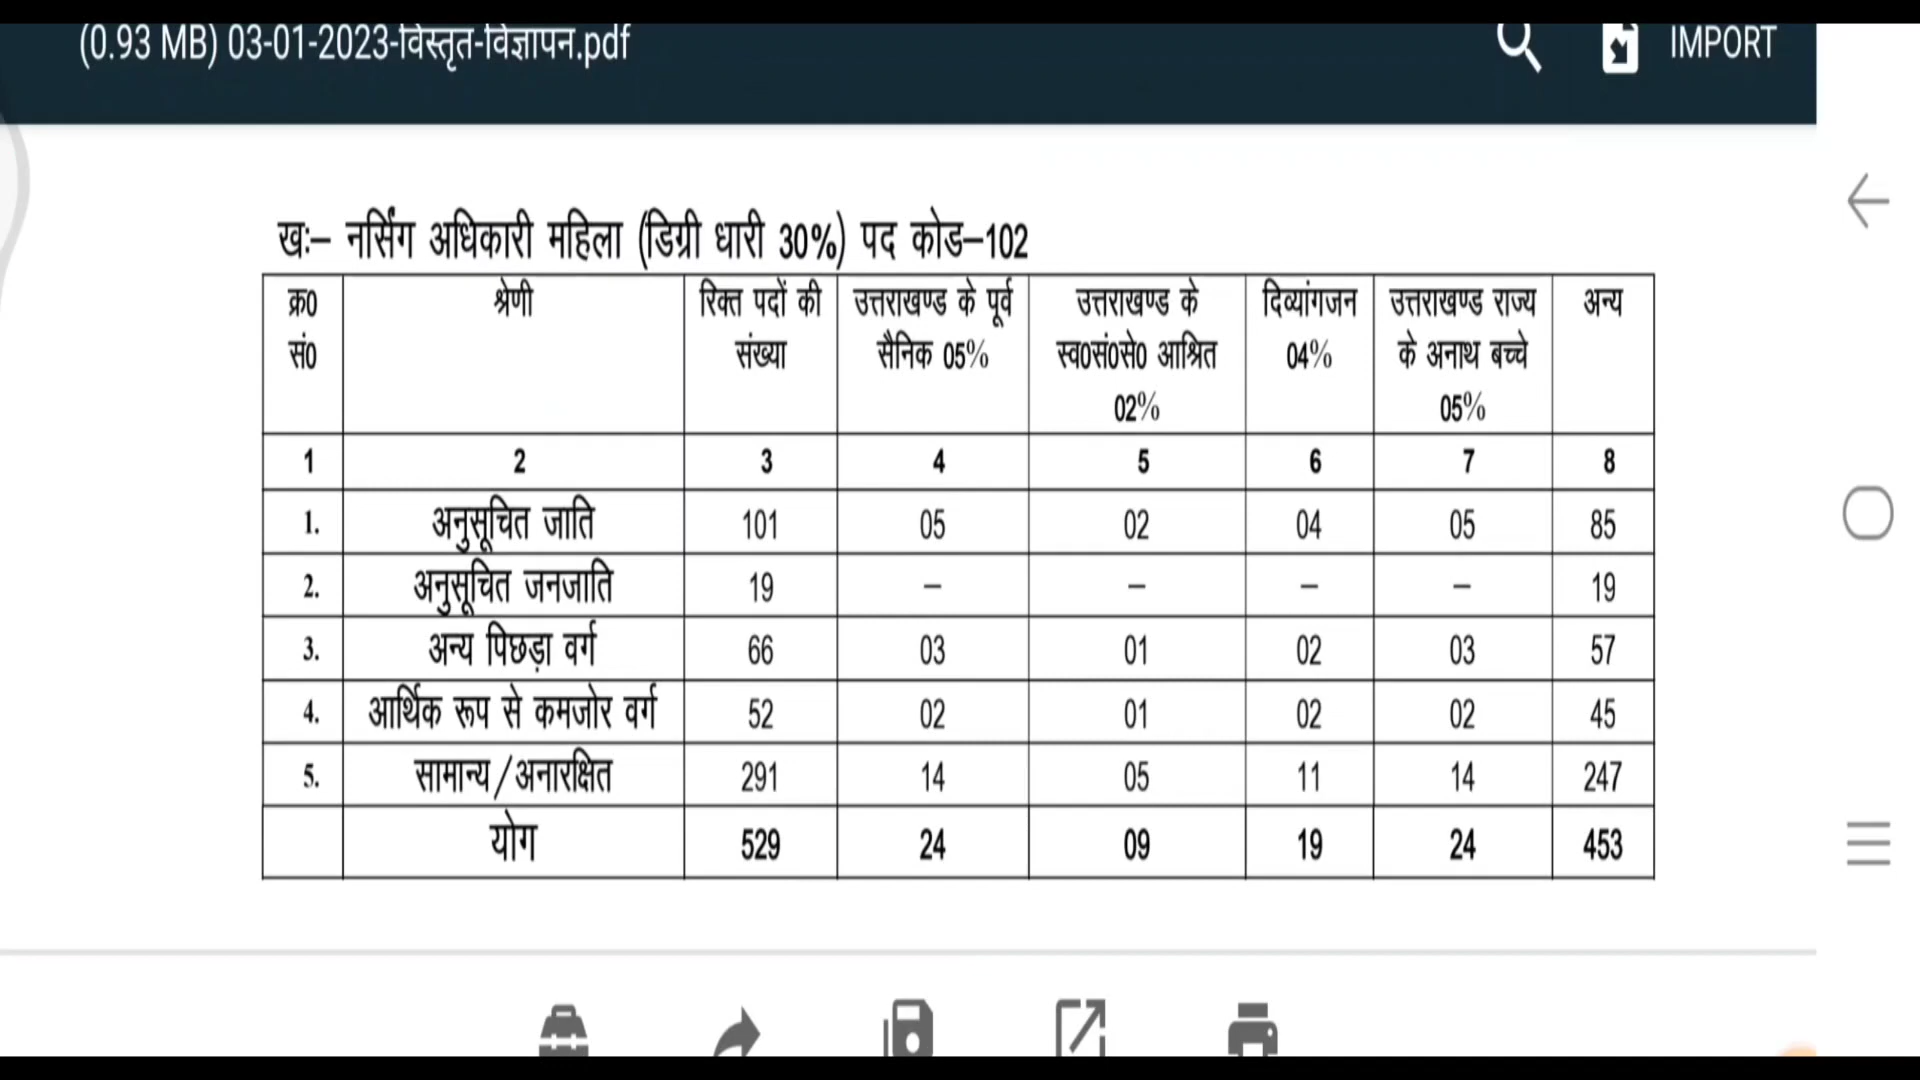 (0.93 MB) 03-01-2023-विस्तृत-विज्ञापन.pdf IMPORT
खः– नर्सिंग अधिकारी महिला (डिग्री धारी 30%) पद कोड–102
क्र0 सं0 श्रेणी रिक्त पदों की संख्या उत्तराखण्ड के पूर्व सैनिक 05% उत्तराखण्ड के स्व0सं0से0 आश्रित 02% दिव्यांगजन 04% उत्तराखण्ड राज्य के अनाथ बच्चे 05% अन्य
1 2 3 4 5 6 7 8
1. अनुसूचित जाति 101 05 02 04 05 85
2. अनुसूचित जनजाति 19 – – – – 19
3. अन्य पिछड़ा वर्ग 66 03 01 02 03 57
4. आर्थिक रूप से कमजोर वर्ग 52 02 01 02 02 45
5. सामान्य/अनारक्षित 291 14 05 11 14 247
योग 529 24 09 19 24 453